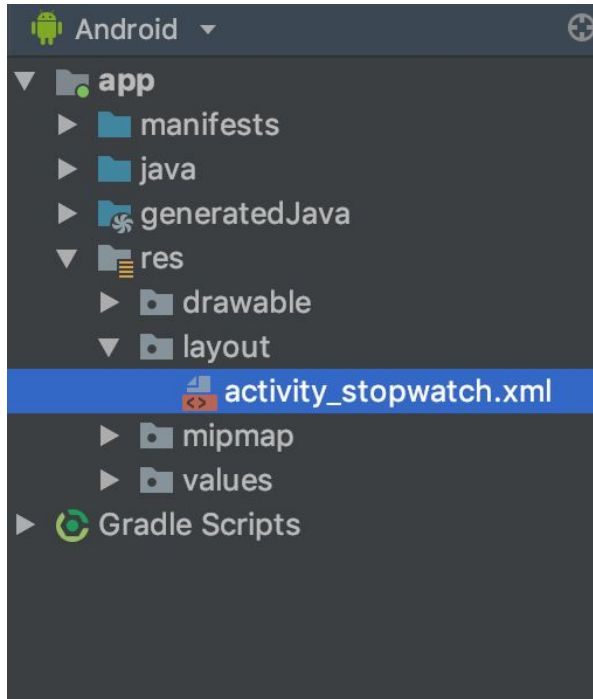 Android
app
manifests
java
generatedJava
res
drawable
layout
activity_stopwatch.xml
mipmap
values
Gradle Scripts